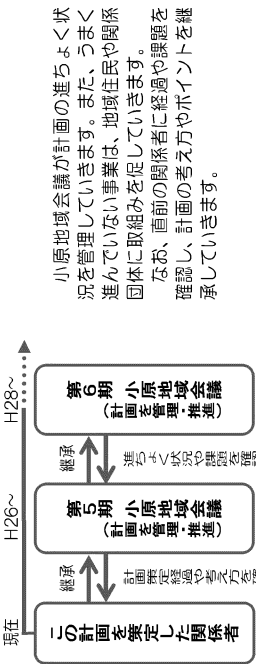 現在
H26～
H28～
この計画を策定した関係者
継承
計画策定経過や考え方を確
第5期　小原地域会議
（計画を管理・推進）
継承
進ちょく状況や課題を確認
第6期　小原地域会議
（計画を管理・推進）
小原地域会議が計画の進ちょく状
況を管理していきます。また、うまく
進んでいない事業は、地域住民や関係
団体に取組みを促していきます。
なお、直前の関係者に経過や課題を
確認し、計画の考え方やポイントを継
承していきます。